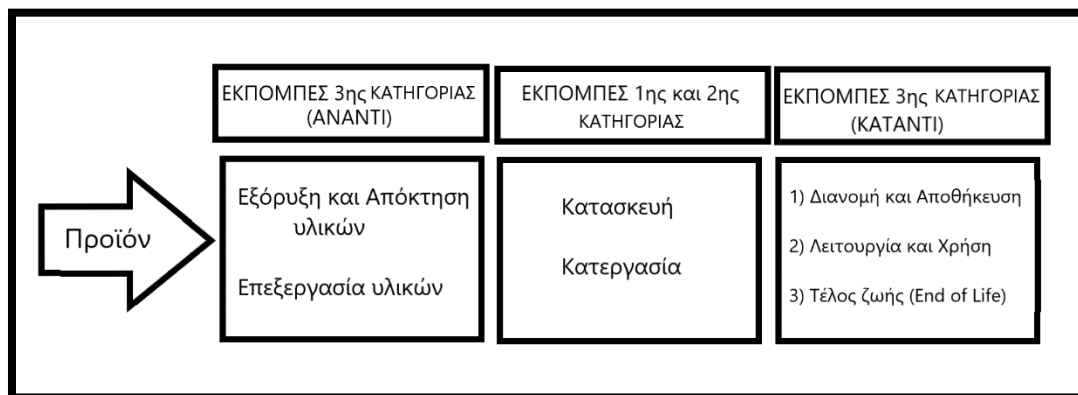 ΕΚΠΟΜΠΕΣ 3ης ΚΑΤΗΓΟΡΙΑΣ
(ΑΝΑΝΤΙ)
ΕΚΠΟΜΠΕΣ 1ης και 2ης
ΚΑΤΗΓΟΡΙΑΣ
ΕΚΠΟΜΠΕΣ 3ης ΚΑΤΗΓΟΡΙΑΣ
(ΚΑΤΑΝΤΙ)
Προϊόν
Εξόρυξη και Απόκτηση
υλικών
Επεξεργασία υλικών
Κατασκευή
Κατεργασία
1) Διανομή και Αποθήκευση
2) Λειτουργία και Χρήση
3) Τέλος ζωής (End of Life)